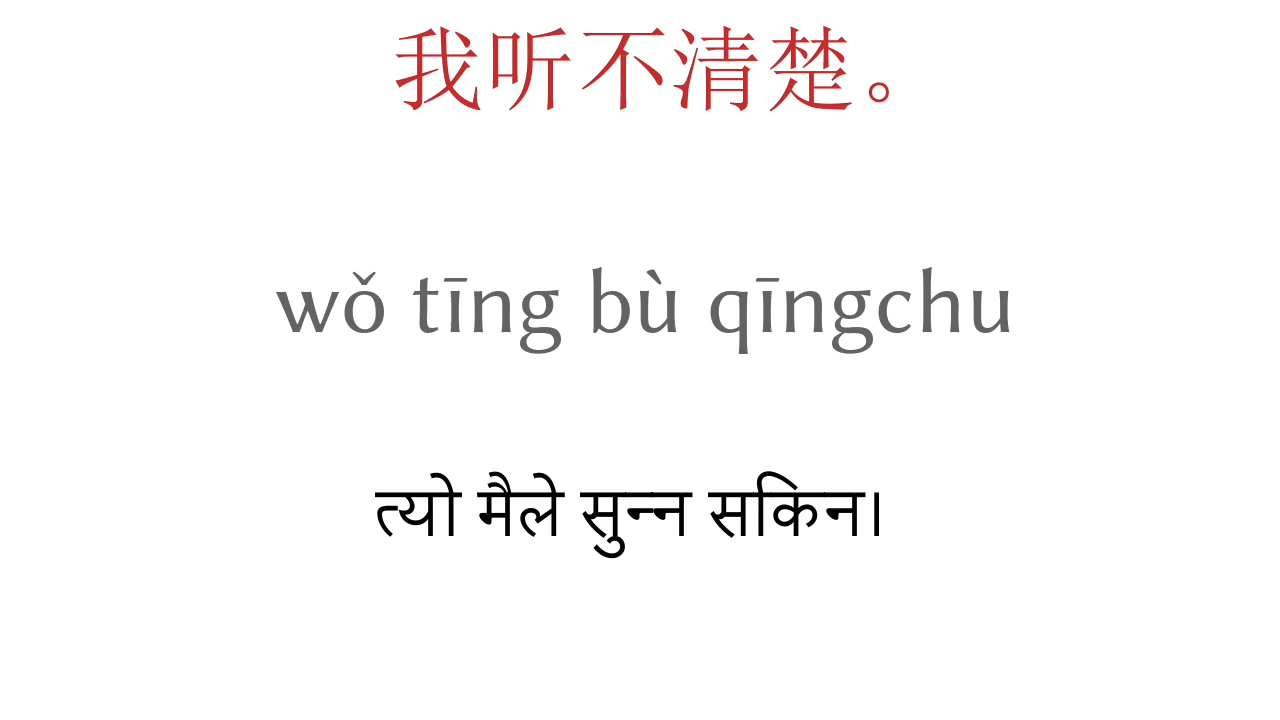 我听不清楚。
wǒ tīng bù qīngchu
त्यो मैले सुन्न सकिन।